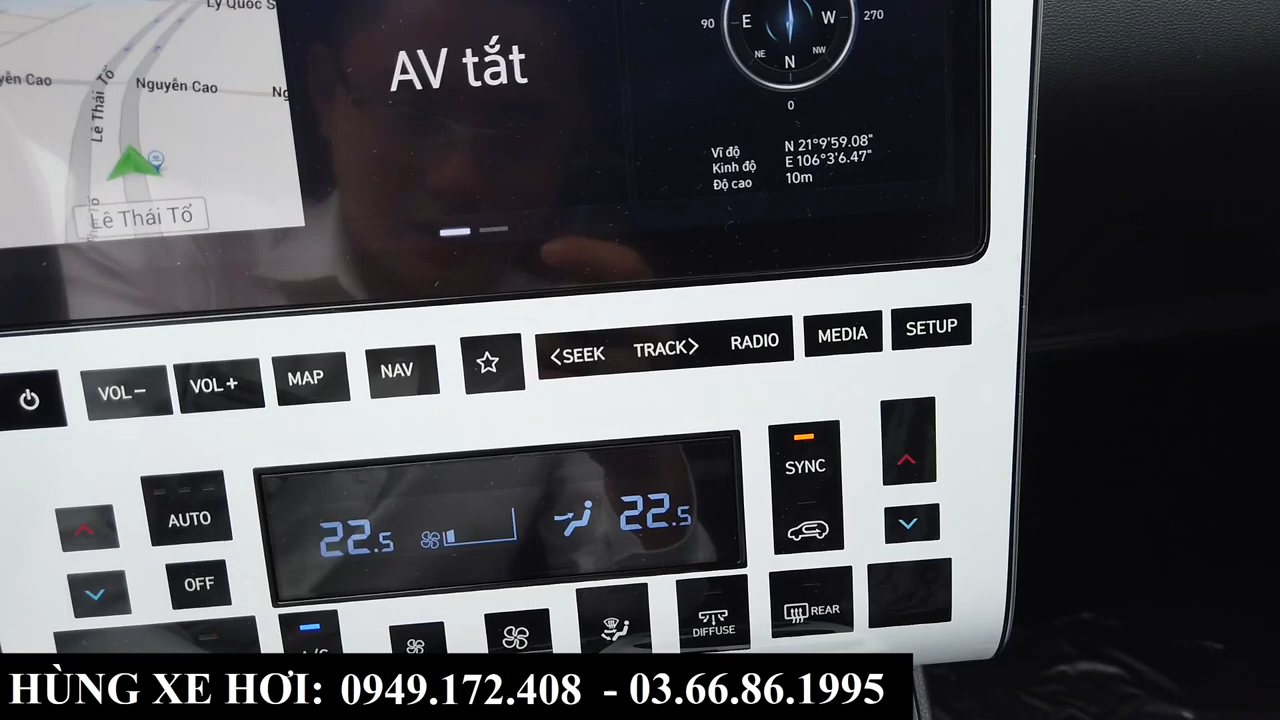 Lý Quốc S
yễn Cao
Lê Thái Tổ
Nguyễn Cao
Ng
Lê Thái Tổ
AV tắt
90
E
W
270
NE
NW
N
0
Vĩ độ N 21°9'59.08"
Kinh độ E 106°3'6.47"
Độ cao 10m
VOL−
VOL+
MAP
NAV
<SEEK
TRACK>
RADIO
MEDIA
SETUP
AUTO
OFF
22.5
22.5
SYNC
A/C
DIFFUSE
REAR
HÙNG XE HƠI: 0949.172.408 - 03.66.86.1995